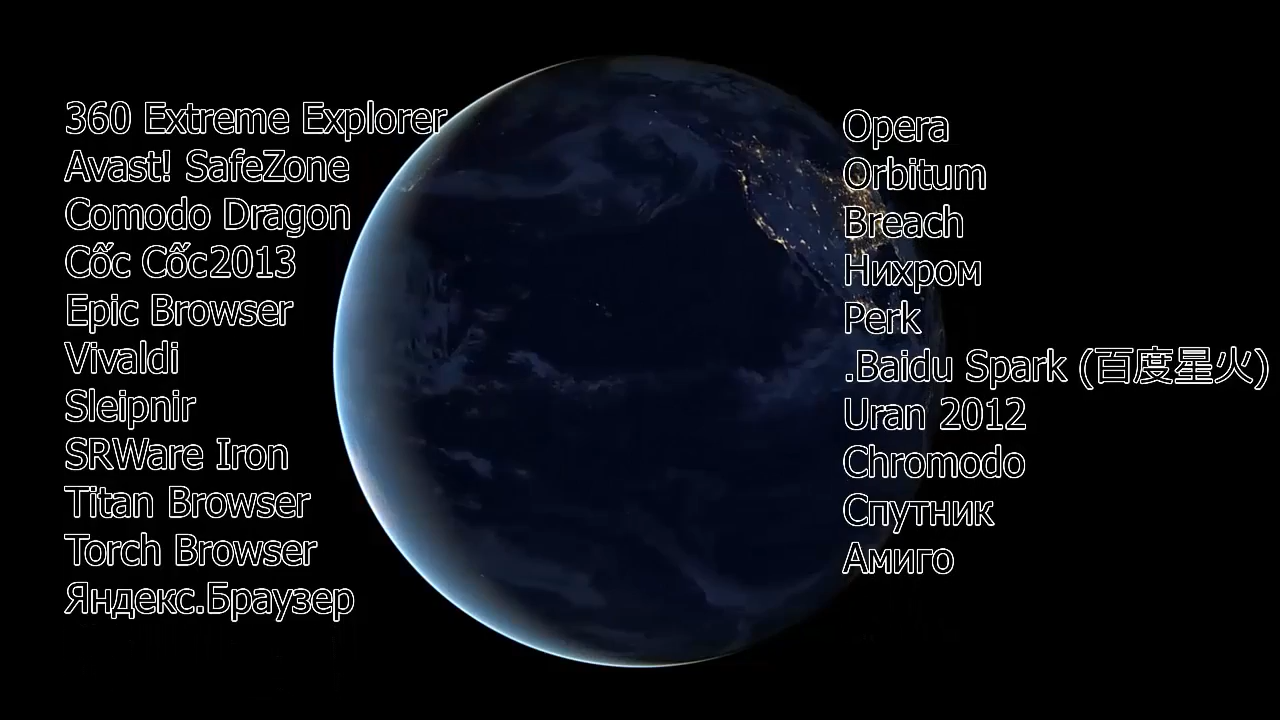 360 Extreme Explorer
Avast! SafeZone
Comodo Dragon
Cốc Cốc2013
Epic Browser
Vivaldi
Sleipnir
SRWare Iron
Titan Browser
Torch Browser
Яндекс.Браузер
Opera
Orbitum
Breach
Нихром
Perk
.Baidu Spark (百度星火)
Uran 2012
Chromodo
Спутник
Амиго